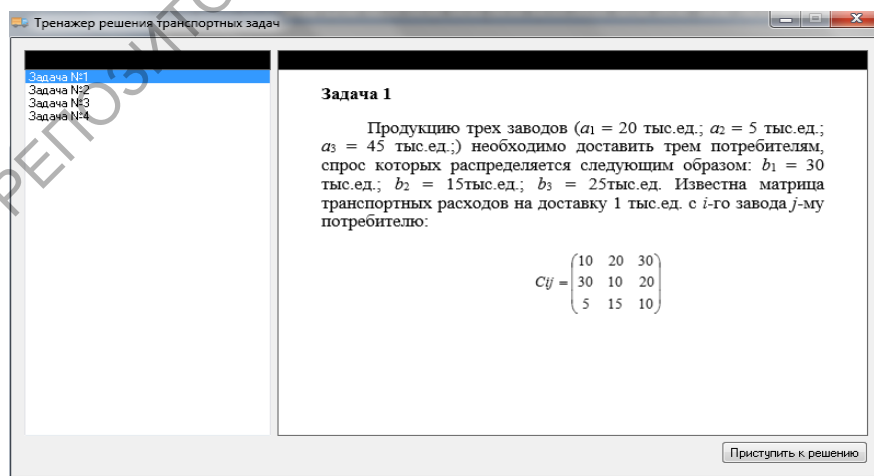 Тренажер решения транспортных задач
Задача №1
Задача №2
Задача №3
Задача №4
Задача 1
Продукцию трех заводов (a1 = 20 тыс.ед.; a2 = 5 тыс.ед.;
a3 = 45 тыс.ед.;) необходимо доставить трем потребителям,
спрос которых распределяется следующим образом: b1 = 30
тыс.ед.; b2 = 15тыс.ед.; b3 = 25тыс.ед. Известна матрица
транспортных расходов на доставку 1 тыс.ед. с i-го завода j-му
потребителю:
10 20 30
Cij = 30 10 20
5 15 10
Приступить к решению